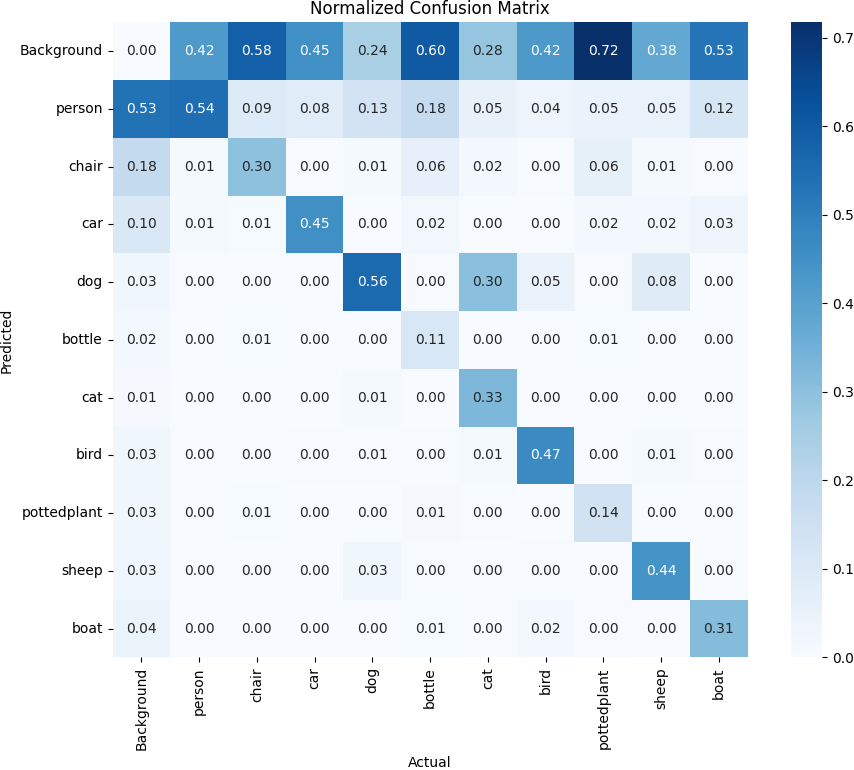 Normalized Confusion Matrix
Background 0.00 0.42 0.58 0.45 0.24 0.60 0.28 0.42 0.72 0.38 0.53
person 0.53 0.54 0.09 0.08 0.13 0.18 0.05 0.04 0.05 0.05 0.12
chair 0.18 0.01 0.30 0.00 0.01 0.06 0.02 0.00 0.06 0.01 0.00
car 0.10 0.01 0.01 0.45 0.00 0.02 0.00 0.00 0.02 0.02 0.03
dog 0.03 0.00 0.00 0.00 0.56 0.00 0.30 0.05 0.00 0.08 0.00
bottle 0.02 0.00 0.01 0.00 0.00 0.11 0.00 0.00 0.01 0.00 0.00
cat 0.01 0.00 0.00 0.00 0.01 0.00 0.33 0.00 0.00 0.00 0.00
bird 0.03 0.00 0.00 0.00 0.01 0.00 0.01 0.47 0.00 0.01 0.00
pottedplant 0.03 0.00 0.01 0.00 0.00 0.01 0.00 0.00 0.14 0.00 0.00
sheep 0.03 0.00 0.00 0.00 0.03 0.00 0.00 0.00 0.00 0.44 0.00
boat 0.04 0.00 0.00 0.00 0.00 0.01 0.00 0.02 0.00 0.00 0.31
Background person chair car dog bottle cat bird pottedplant sheep boat
Actual
Predicted
0.7
0.6
0.5
0.4
0.3
0.2
0.1
0.0